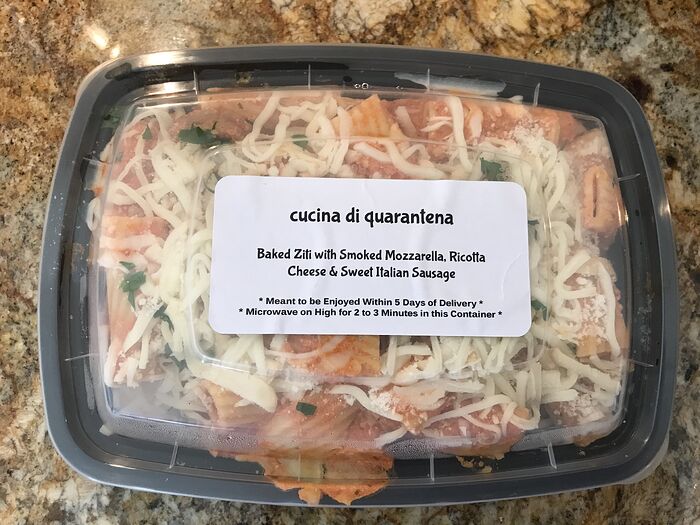 cucina di quarantena
Baked Ziti with Smoked Mozzarella, Ricotta
Cheese & Sweet Italian Sausage
* Meant to be Enjoyed Within 5 Days of Delivery *
* Microwave on High for 2 to 3 Minutes in this Container *